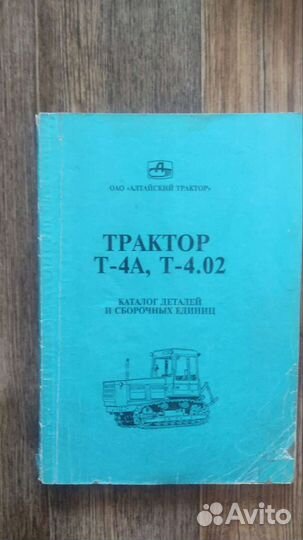 ОАО «АЛТАЙСКИЙ ТРАКТОР»
ТРАКТОР
Т-4А, Т-4.02
КАТАЛОГ ДЕТАЛЕЙ
И СБОРОЧНЫХ ЕДИНИЦ
Avito